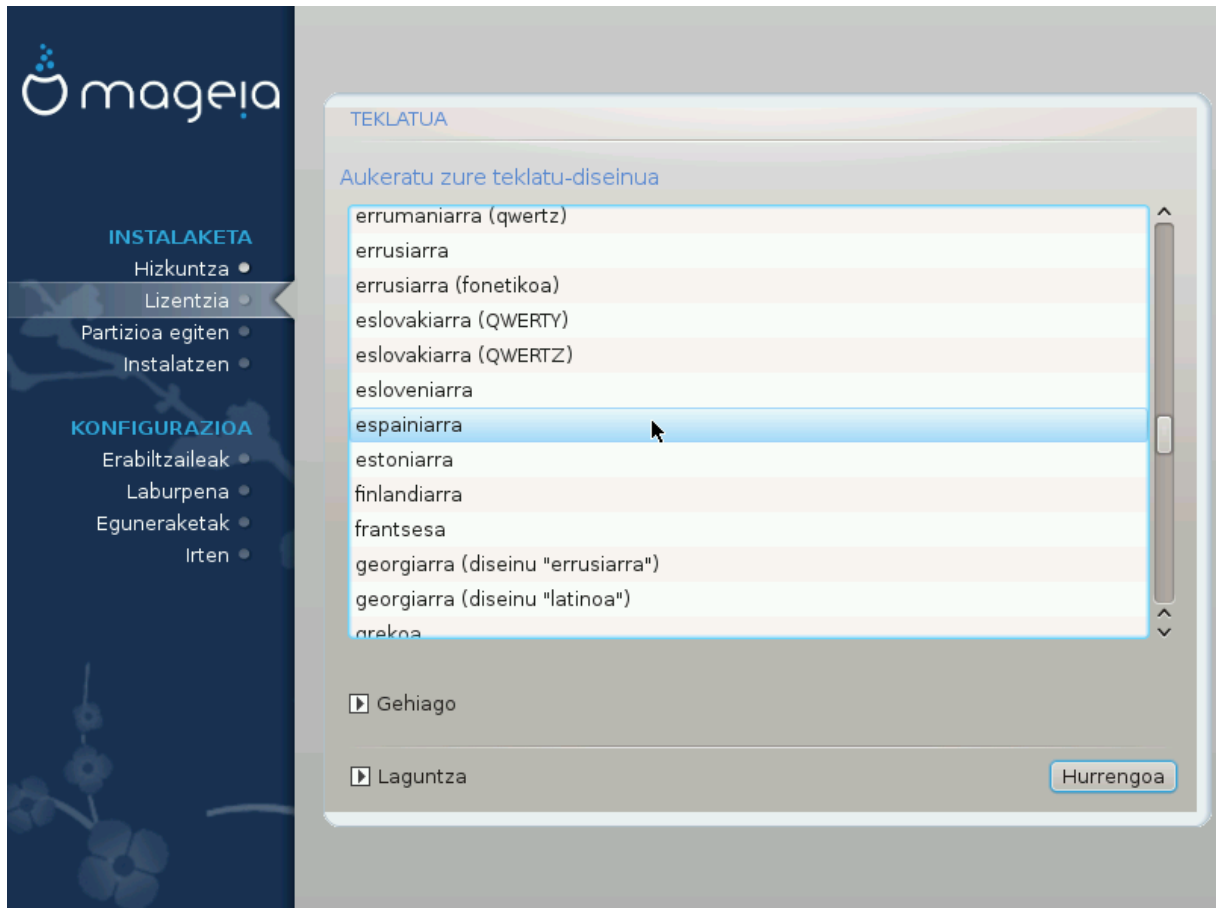 mageia
INSTALAKETA
Hizkuntza
Lizentzia
Partizioa egiten
Instalatzen
KONFIGURAZIOA
Erabiltzaileak
Laburpena
Eguneraketak
Irten
TEKLATUA
Aukeratu zure teklatu-diseinua
errumaniarra (qwertz)
errusiarra
errusiarra (fonetikoa)
eslovakiarra (QWERTY)
eslovakiarra (QWERTZ)
esloveniarra
espainiarra
estoniarra
finlandiarra
frantsesa
georgiarra (diseinu "errusiarra")
georgiarra (diseinu "latinoa")
grekoa
Gehiago
Laguntza
Hurrengoa